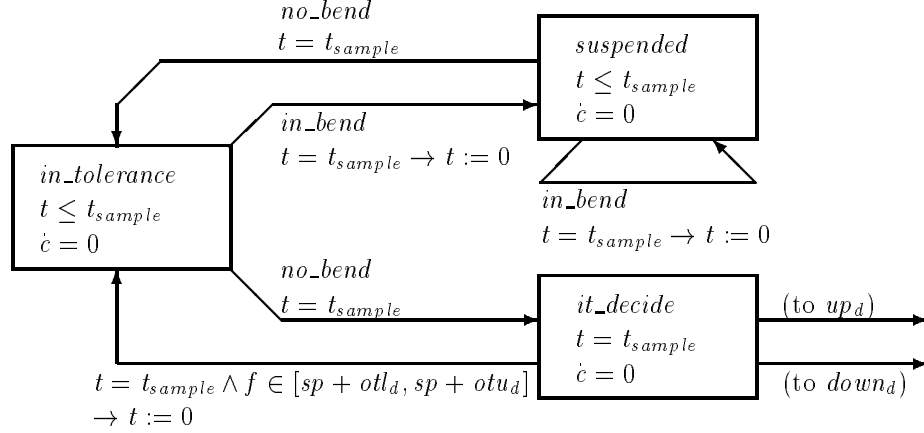 no_bend
t = t_sample
suspended
t ≤ t_sample
ċ = 0
in_bend
t = t_sample → t := 0
in_tolerance
t ≤ t_sample
ċ = 0
in_bend
t = t_sample → t := 0
no_bend
t = t_sample
it_decide
t = t_sample
ċ = 0
(to up_d)
(to down_d)
t = t_sample ∧ f ∈ [sp + otl_d, sp + otu_d]
→ t := 0